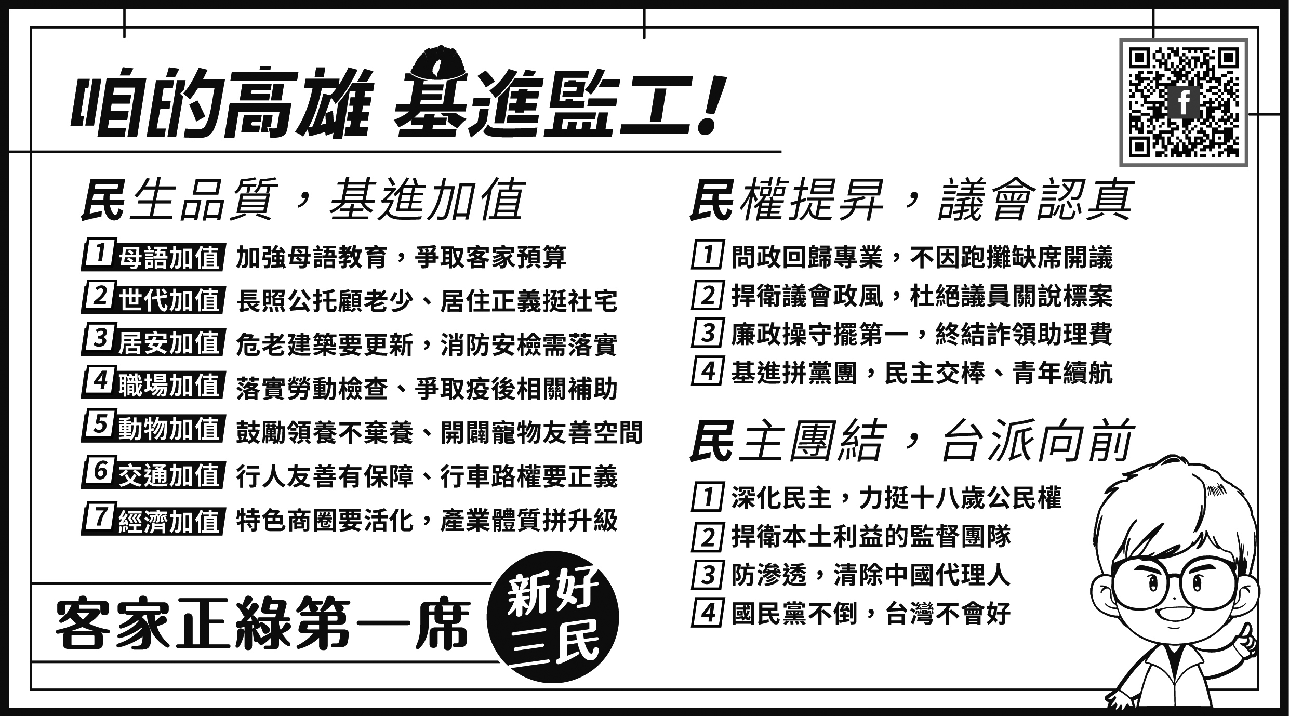 咱的高雄 基進監工!
民生品質，基進加值
1 母語加值 加強母語教育，爭取客家預算
2 世代加值 長照公托顧老少、居住正義挺社宅
3 居安加值 危老建築要更新，消防安檢需落實
4 職場加值 落實勞動檢查、爭取疫後相關補助
5 動物加值 鼓勵領養不棄養、開闢寵物友善空間
6 交通加值 行人友善有保障、行車路權要正義
7 經濟加值 特色商圈要活化，產業體質拼升級
客家正綠第一席
新好
三民
民權提昇，議會認真
1 問政回歸專業，不因跑攤缺席開議
2 捍衛議會政風，杜絕議員關說標案
3 廉政操守擺第一，終結詐領助理費
4 基進拼黨團，民主交棒、青年續航
民主團結，台派向前
1 深化民主，力挺十八歲公民權
2 捍衛本土利益的監督團隊
3 防滲透，清除中國代理人
4 國民黨不倒，台灣不會好